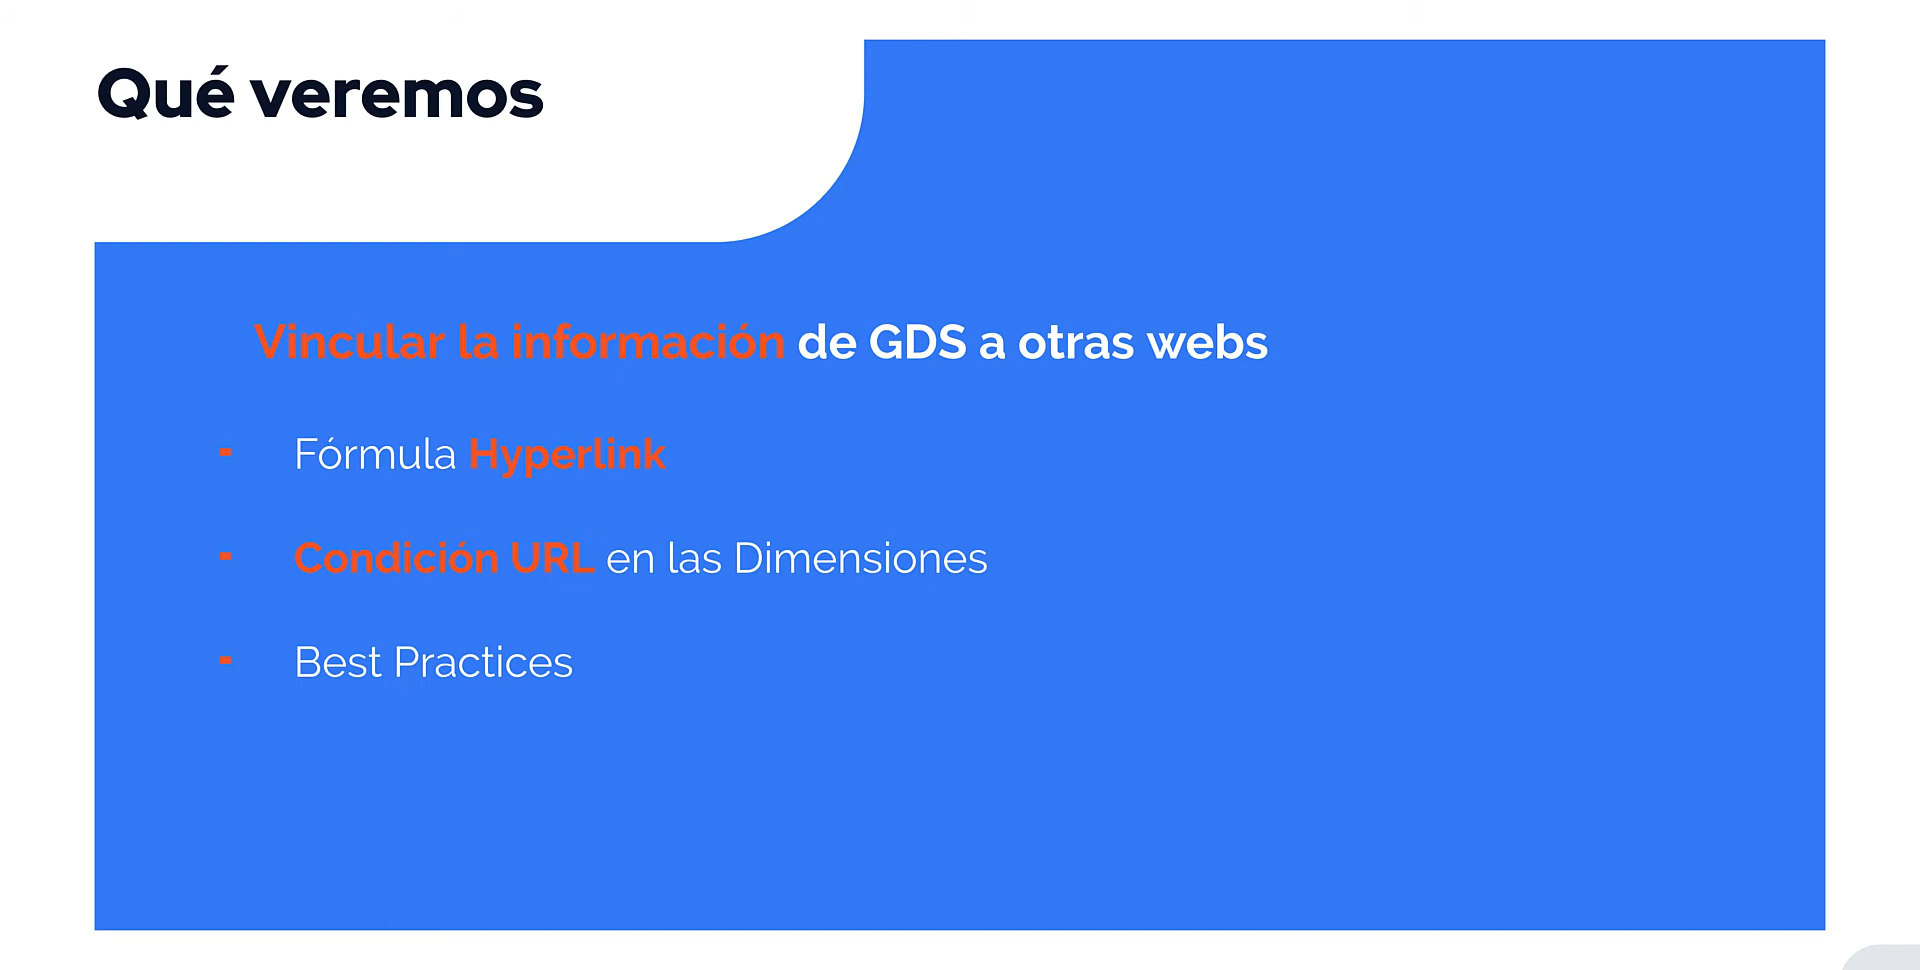 Qué veremos
Vincular la información de GDS a otras webs
- Fórmula Hyperlink
- Condición URL en las Dimensiones
- Best Practices